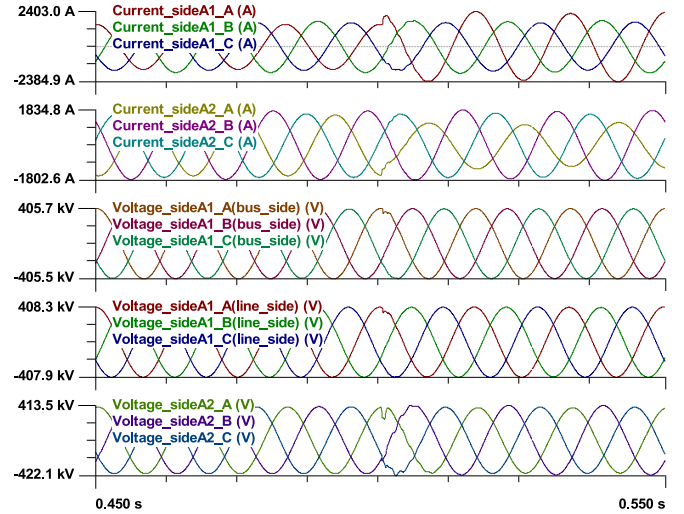 2403.0 A
Current_sideA1_A (A)
Current_sideA1_B (A)
Current_sideA1_C (A)
-2384.9 A
1834.8 A
Current_sideA2_A (A)
Current_sideA2_B (A)
Current_sideA2_C (A)
-1802.6 A
405.7 kV
Voltage_sideA1_A(bus_side) (V)
Voltage_sideA1_B(bus_side) (V)
Voltage_sideA1_C(bus_side) (V)
-405.5 kV
408.3 kV
Voltage_sideA1_A(line_side) (V)
Voltage_sideA1_B(line_side) (V)
Voltage_sideA1_C(line_side) (V)
-407.9 kV
413.5 kV
Voltage_sideA2_A (V)
Voltage_sideA2_B (V)
Voltage_sideA2_C (V)
-422.1 kV
0.450 s
0.550 s